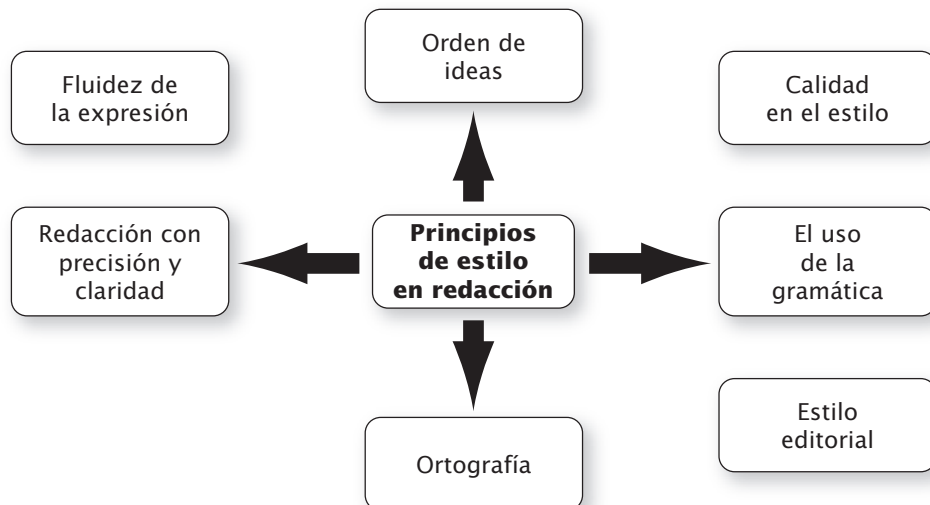 Orden de
ideas
Fluidez de
la expresión
Calidad
en el estilo
Redacción con
precisión y
claridad
Principios
de estilo
en redacción
El uso
de la
gramática
Estilo
editorial
Ortografía